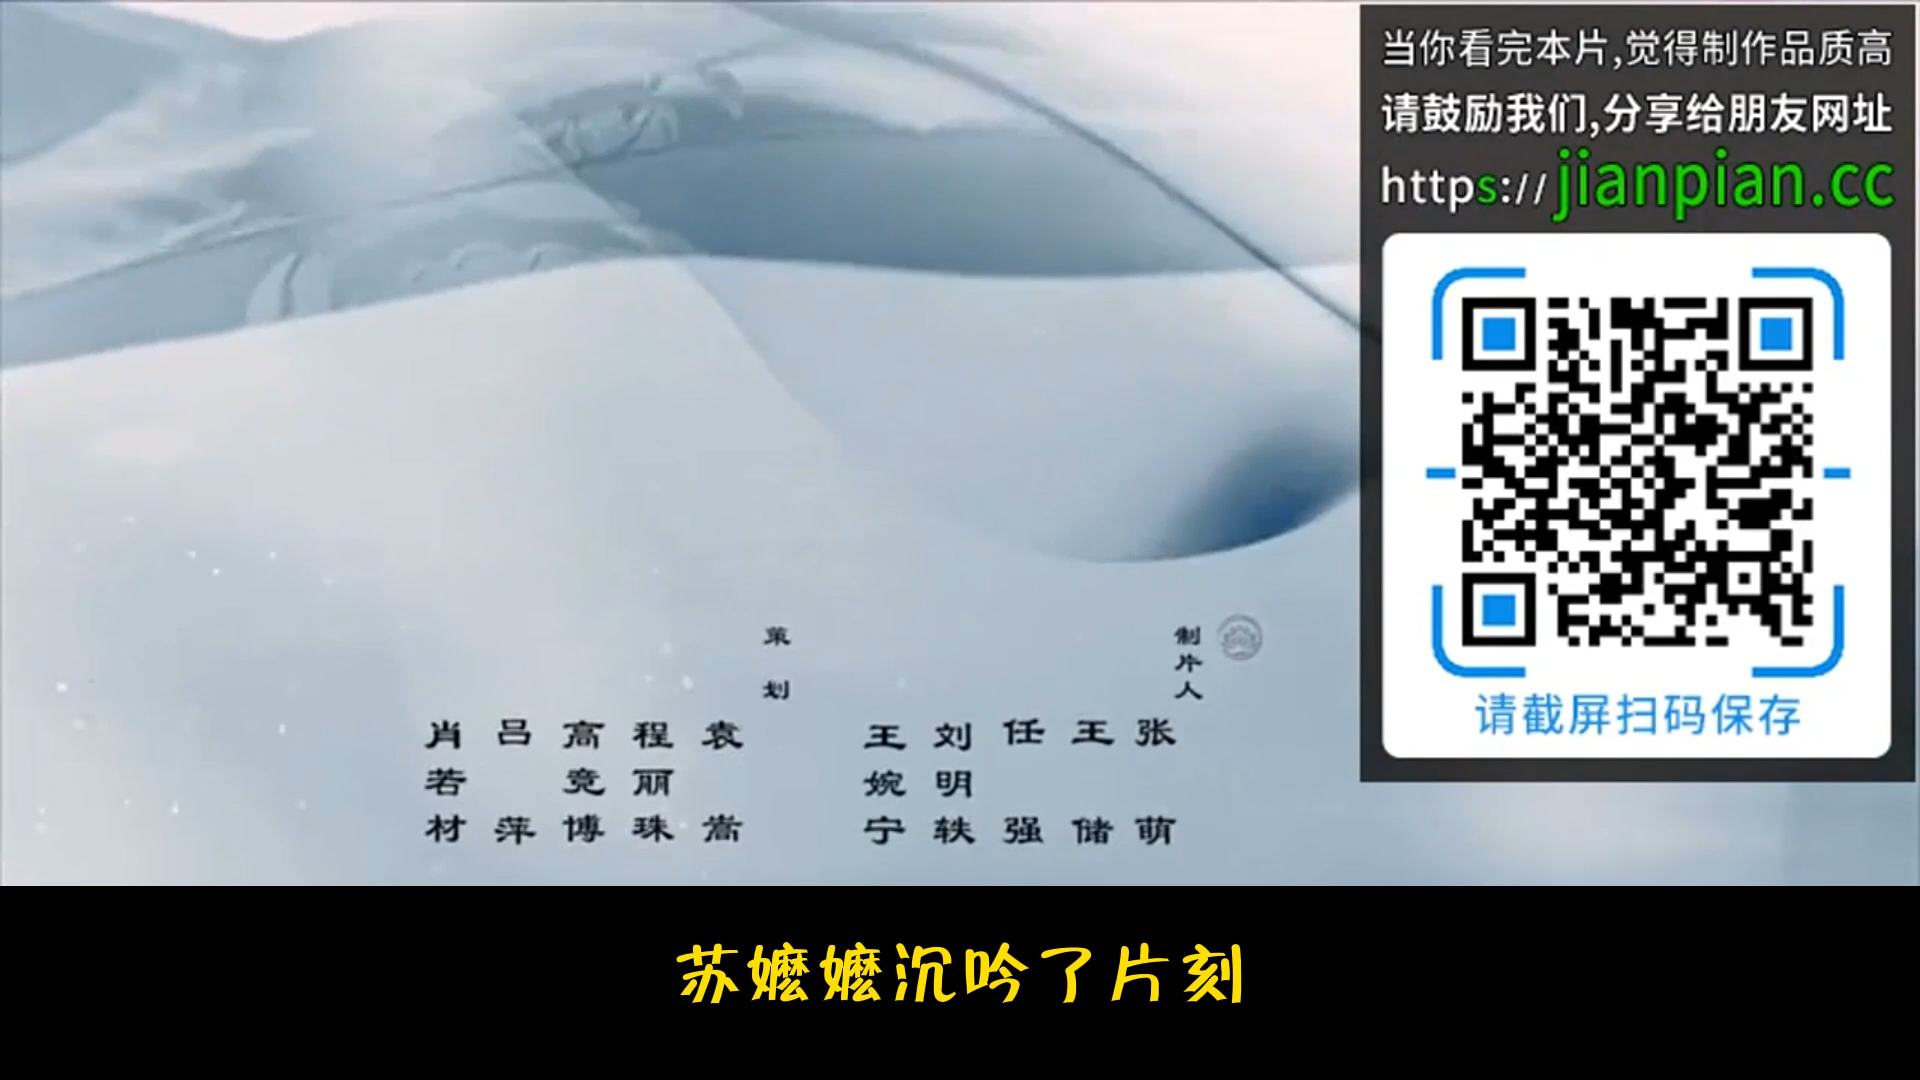 当你看完本片,觉得制作品质高
请鼓励我们,分享给朋友网址
https://jianpian.cc
请截屏扫码保存
制片人
张萌
王储
任强
刘明轶
王婉宁
策划
袁嵩
程丽珠
高竞博
吕萍
肖若材
苏嬷嬷沉吟了片刻